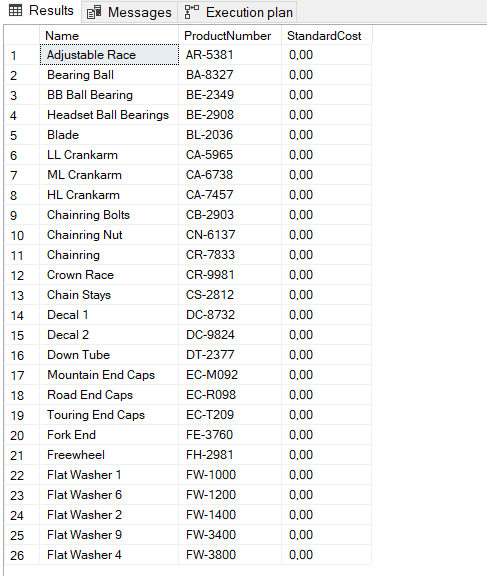 Results Messages Execution plan
Name ProductNumber StandardCost
1 Adjustable Race AR-5381 0,00
2 Bearing Ball BA-8327 0,00
3 BB Ball Bearing BE-2349 0,00
4 Headset Ball Bearings BE-2908 0,00
5 Blade BL-2036 0,00
6 LL Crankarm CA-5965 0,00
7 ML Crankarm CA-6738 0,00
8 HL Crankarm CA-7457 0,00
9 Chainring Bolts CB-2903 0,00
10 Chainring Nut CN-6137 0,00
11 Chainring CR-7833 0,00
12 Crown Race CR-9981 0,00
13 Chain Stays CS-2812 0,00
14 Decal 1 DC-8732 0,00
15 Decal 2 DC-9824 0,00
16 Down Tube DT-2377 0,00
17 Mountain End Caps EC-M092 0,00
18 Road End Caps EC-R098 0,00
19 Touring End Caps EC-T209 0,00
20 Fork End FE-3760 0,00
21 Freewheel FH-2981 0,00
22 Flat Washer 1 FW-1000 0,00
23 Flat Washer 6 FW-1200 0,00
24 Flat Washer 2 FW-1400 0,00
25 Flat Washer 9 FW-3400 0,00
26 Flat Washer 4 FW-3800 0,00